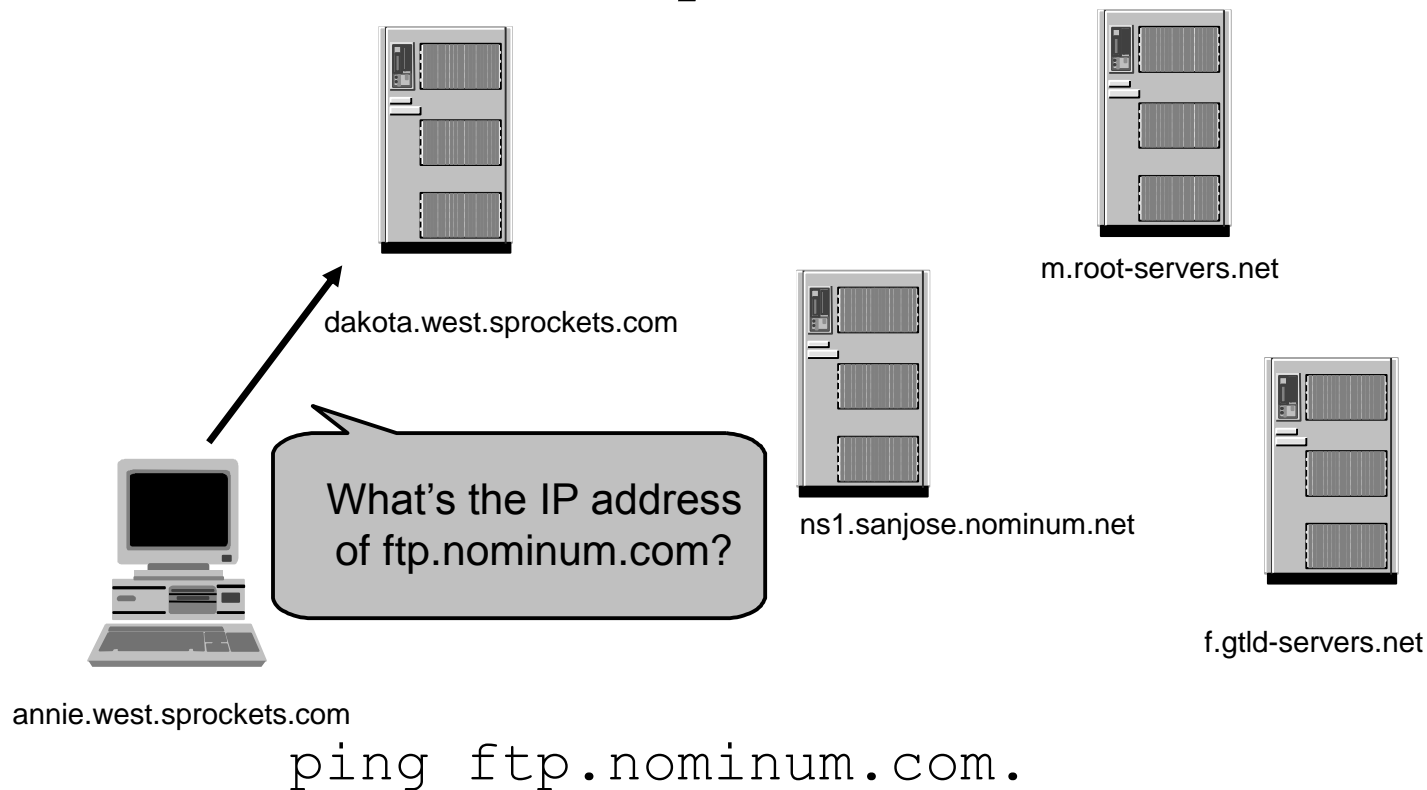 dakota.west.sprockets.com
m.root-servers.net
What’s the IP address
of ftp.nominum.com?
ns1.sanjose.nominum.net
f.gtld-servers.net
annie.west.sprockets.com
ping ftp.nominum.com.